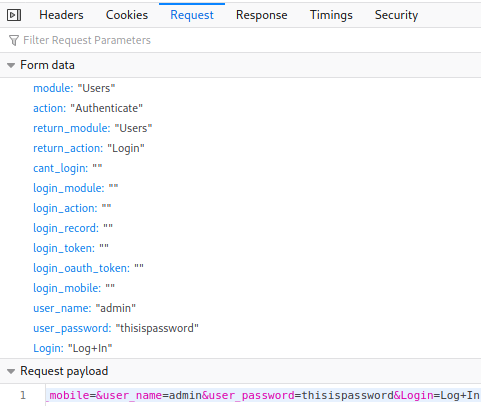 Headers Cookies Request Response Timings Security
Filter Request Parameters
Form data
module: "Users"
action: "Authenticate"
return_module: "Users"
return_action: "Login"
cant_login: ""
login_module: ""
login_action: ""
login_record: ""
login_token: ""
login_oauth_token: ""
login_mobile: ""
user_name: "admin"
user_password: "thisispassword"
Login: "Log+In"
Request payload
1 _mobile=&user_name=admin&user_password=thisispassword&Login=Log+In